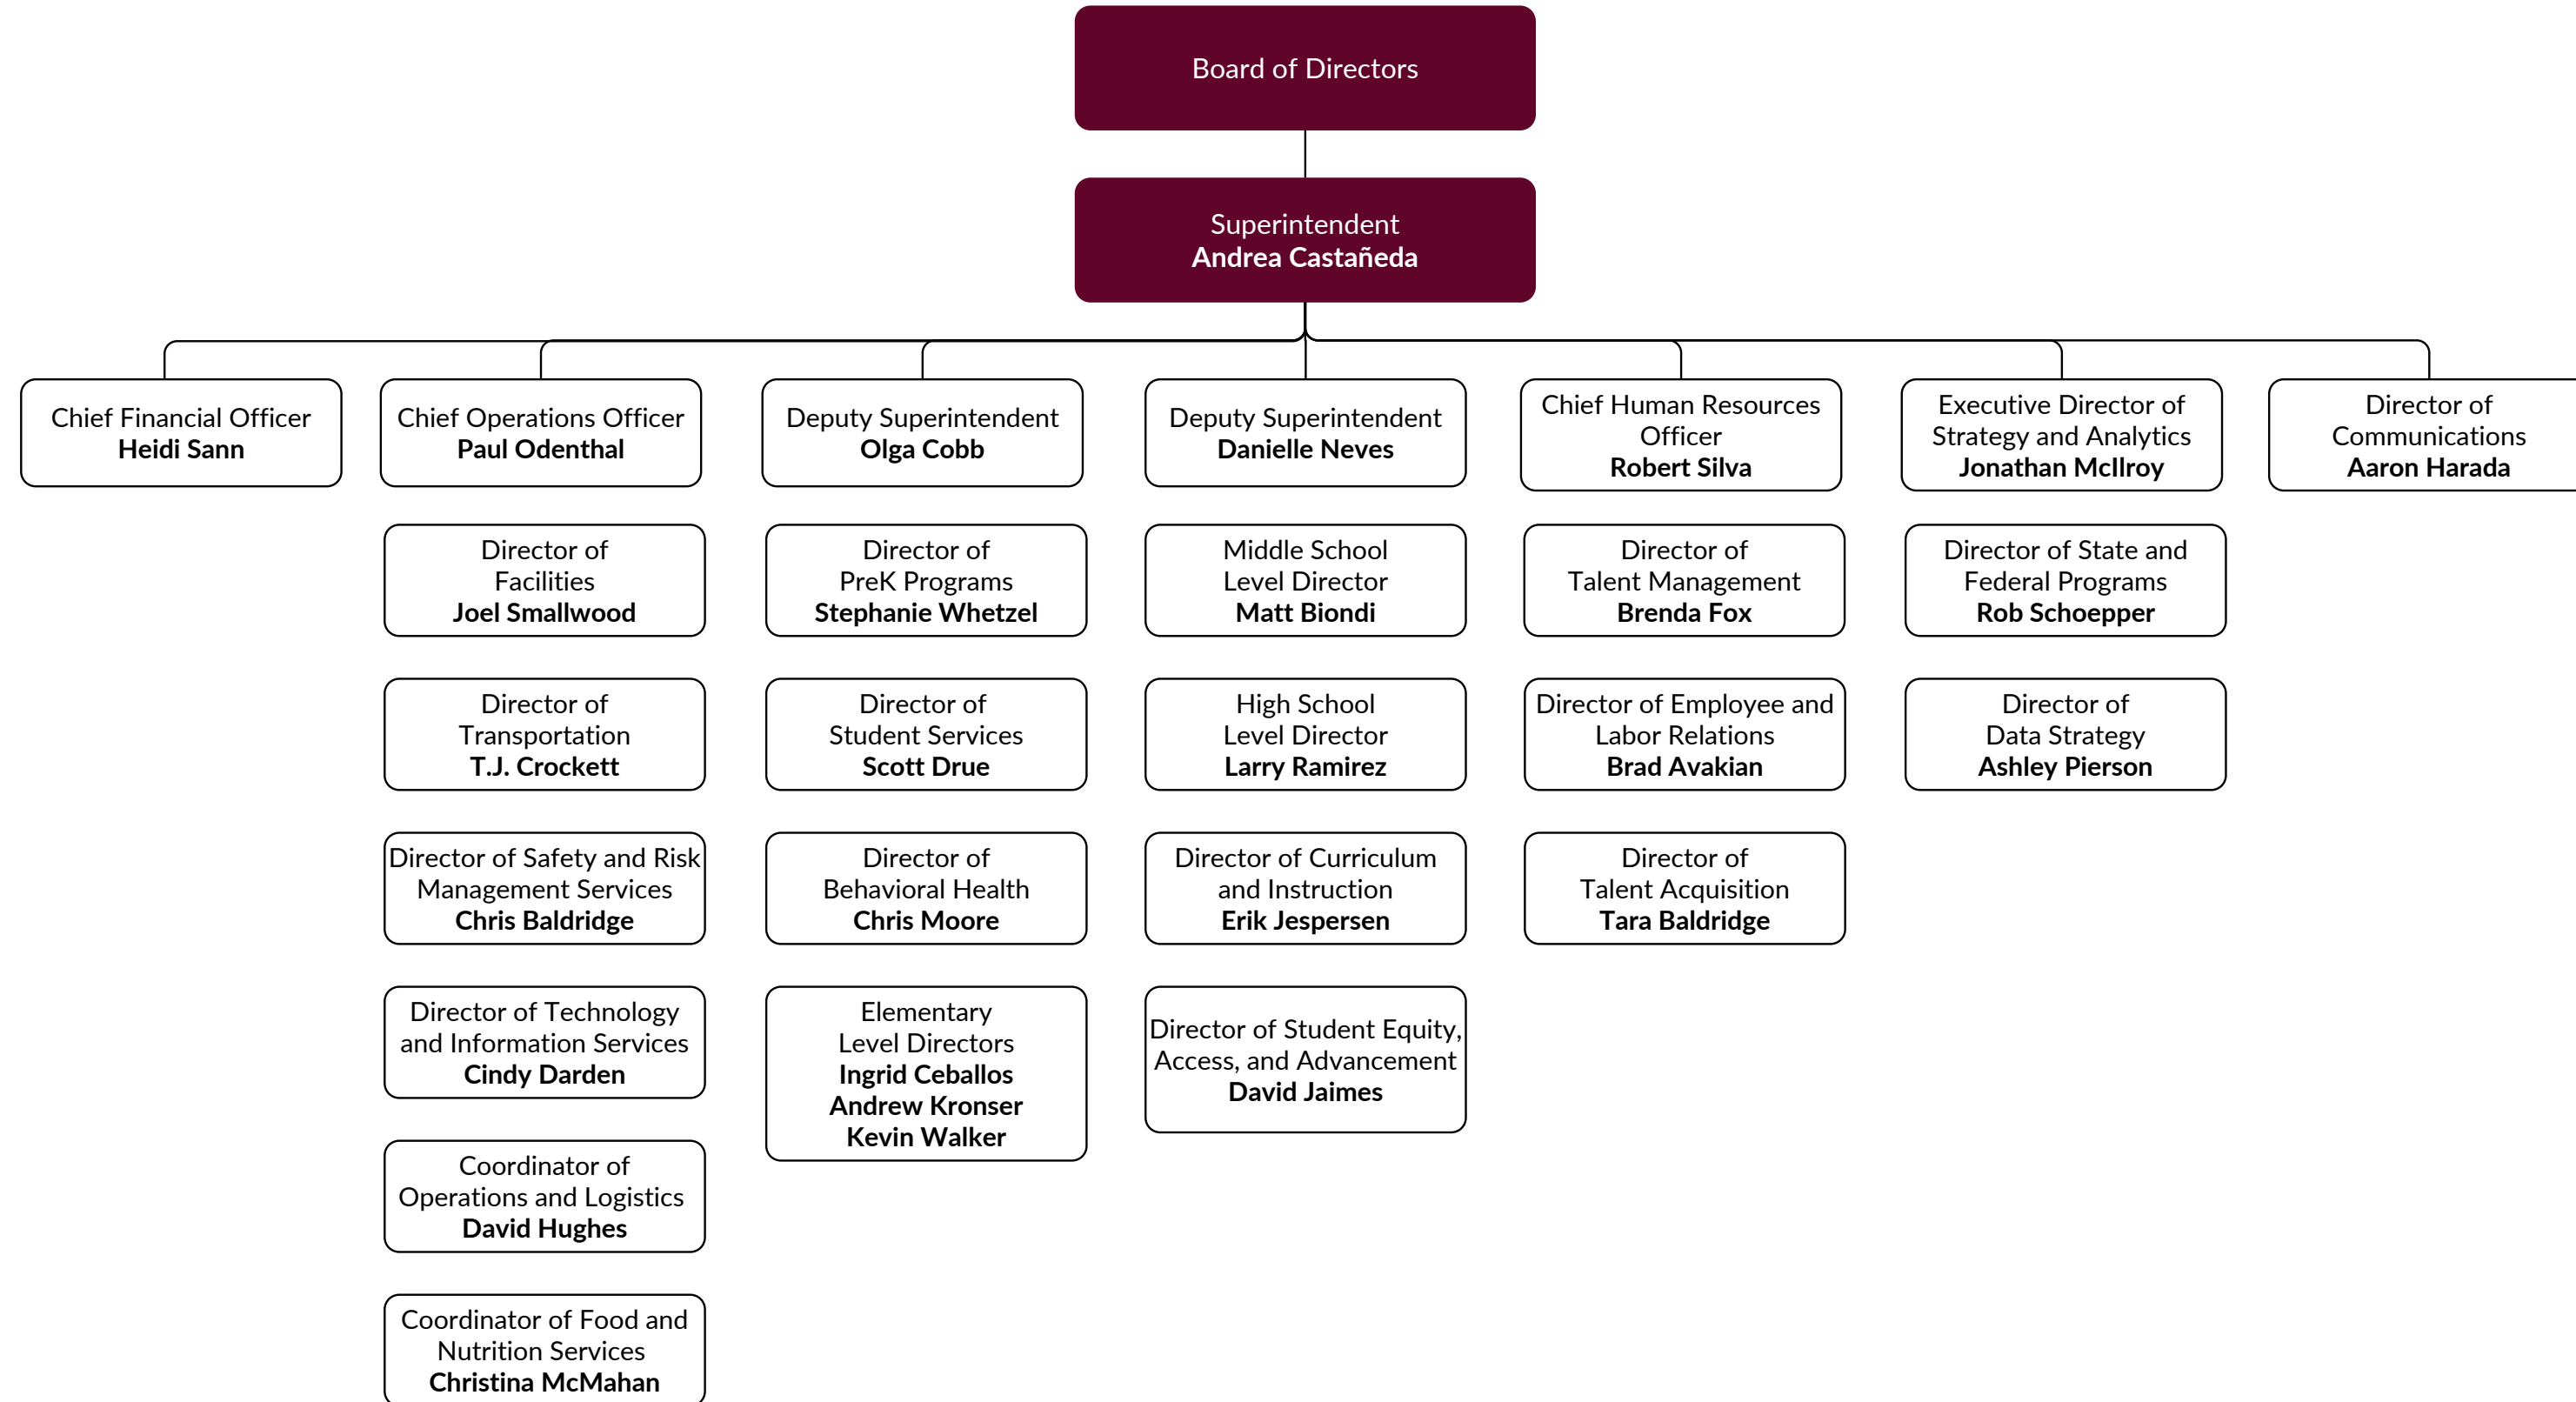 Board of Directors
Superintendent
Andrea Castañeda
Chief Financial Officer
Heidi Sann
Chief Operations Officer
Paul Odenthal
Deputy Superintendent
Olga Cobb
Deputy Superintendent
Danielle Neves
Chief Human Resources
Officer
Robert Silva
Executive Director of
Strategy and Analytics
Jonathan McIlroy
Director of
Communications
Aaron Harada
Director of
Facilities
Joel Smallwood
Director of
Transportation
T.J. Crockett
Director of Safety and Risk
Management Services
Chris Baldridge
Director of Technology
and Information Services
Cindy Darden
Coordinator of
Operations and Logistics
David Hughes
Coordinator of Food and
Nutrition Services
Christina McMahan
Director of
PreK Programs
Stephanie Whetzel
Director of
Student Services
Scott Drue
Director of
Behavioral Health
Chris Moore
Elementary
Level Directors
Ingrid Ceballos
Andrew Kronser
Kevin Walker
Middle School
Level Director
Matt Biondi
High School
Level Director
Larry Ramirez
Director of Curriculum
and Instruction
Erik Jespersen
Director of Student Equity,
Access, and Advancement
David Jaimes
Director of
Talent Management
Brenda Fox
Director of Employee and
Labor Relations
Brad Avakian
Director of
Talent Acquisition
Tara Baldridge
Director of State and
Federal Programs
Rob Schoepper
Director of
Data Strategy
Ashley Pierson